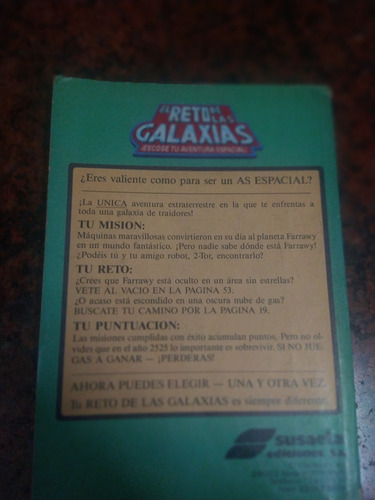 EL RETO DE LAS
GALAXIAS
¡ESCOGE TU AVENTURA ESPACIAL!
¿Eres valiente como para ser un AS ESPACIAL?
¡La UNICA aventura extraterrestre en la que te enfrentas a
toda una galaxia de traidores!
TU MISION:
Máquinas maravillosas convirtieron en su día al planeta Farrawy
en un mundo fantástico. ¡Pero nadie sabe dónde está Farrawy!
¿Podéis tú y tu amigo robot, 2-Tor, encontrarlo?
TU RETO:
¿Crees que Farrawy está oculto en un área sin estrellas?
VETE AL VACIO EN LA PAGINA 53.
¿O acaso está escondido en una oscura nube de gas?
BUSCATE TU CAMINO POR LA PAGINA 19.
TU PUNTUACION:
Las misiones cumplidas con éxito acumulan puntos. Pero no ol-
vides que en el año 2525 lo importante es sobrevivir. SI NO JUE-
GAS A GANAR — ¡PERDERAS!
AHORA PUEDES ELEGIR — UNA Y OTRA VEZ.
Tu RETO DE LAS GALAXIAS es siempre diferente.
susaeta
ediciones, s.a.